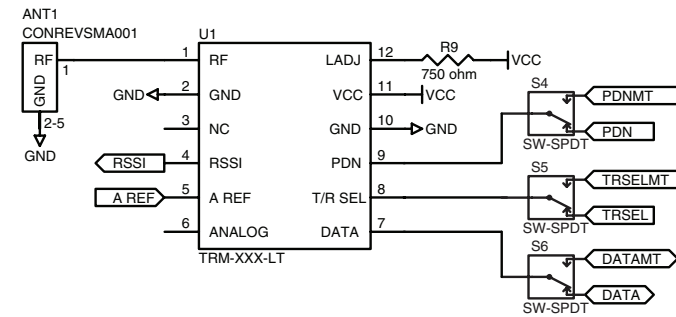 ANT1
CONREVSMA001
RF
1
GND
2-5
GND
U1
TRM-XXX-LT
1 RF
2 GND
GND
3 NC
4 RSSI
RSSI
5 A REF
A REF
6 ANALOG
LADJ 12
R9
750 ohm
VCC
VCC 11
VCC
GND 10
GND
PDN 9
T/R SEL 8
DATA 7
S4
PDNMT
PDN
SW-SPDT
S5
TRSELMT
TRSEL
SW-SPDT
S6
DATAMT
DATA
SW-SPDT